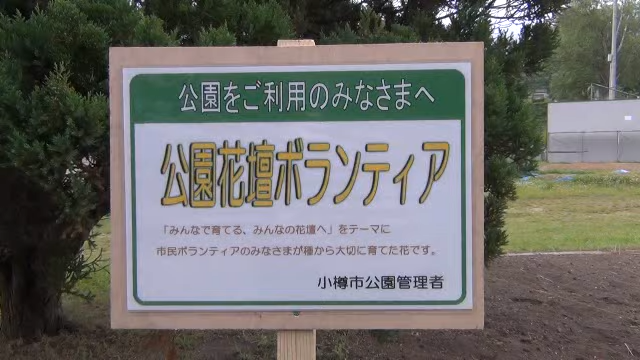 公園をご利用のみなさまへ
公園花壇ボランティア
「みんなで育てる、みんなの花壇へ」をテーマに
市民ボランティアのみなさまが種から大切に育てた花です。
小樽市公園管理者